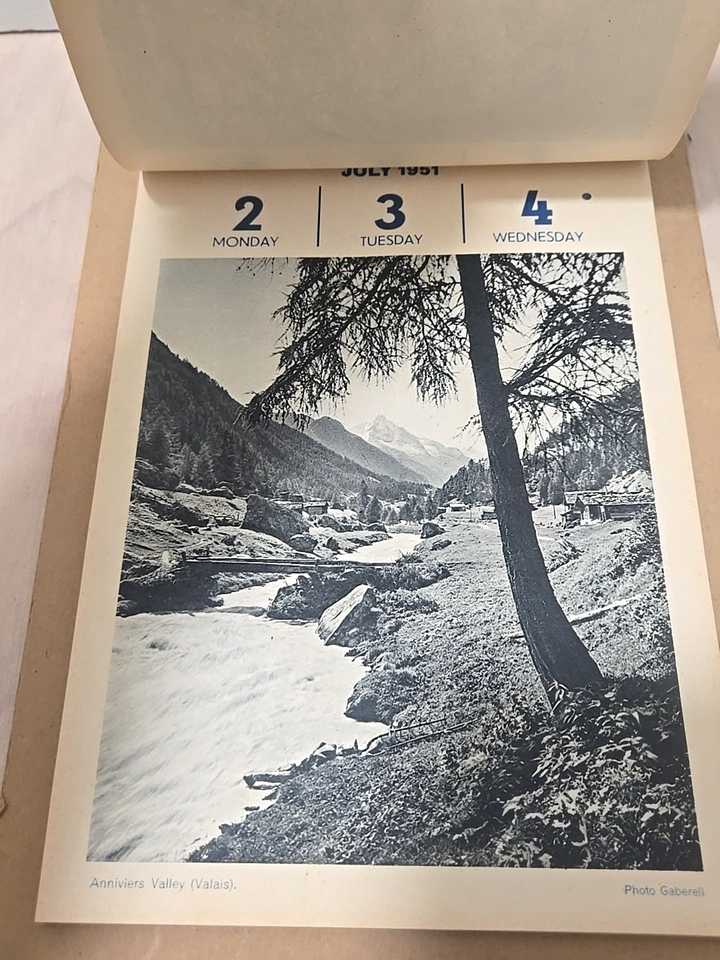 JULY 1951
2 3 4
MONDAY TUESDAY WEDNESDAY
Anniviers Valley (Valais).
Photo Gaberell